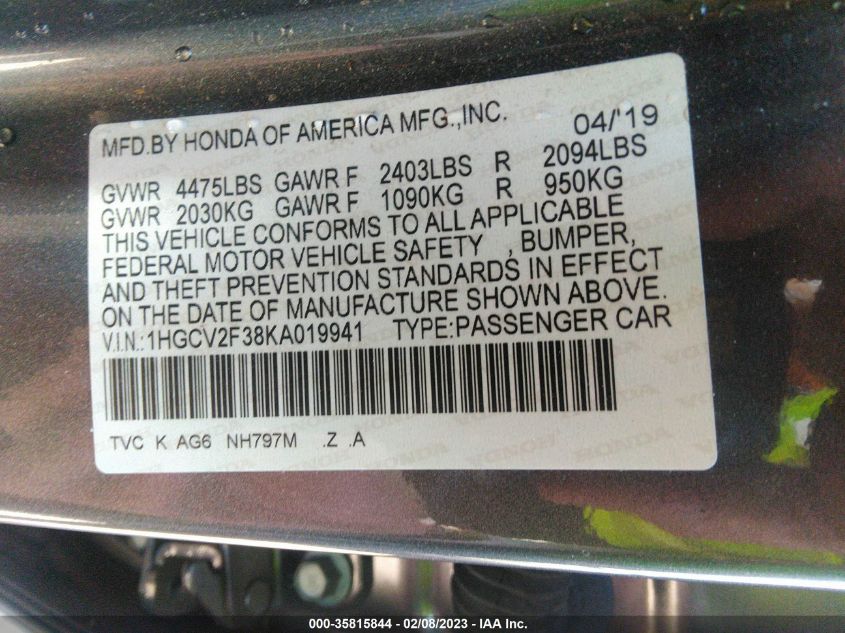 MFD.BY HONDA OF AMERICA MFG.,INC. 04/'19
GVWR 4475LBS GAWR F 2403LBS R 2094LBS
GVWR 2030KG GAWR F 1090KG R 950KG
THIS VEHICLE CONFORMS TO ALL APPLICABLE
FEDERAL MOTOR VEHICLE SAFETY , BUMPER,
AND THEFT PREVENTION STANDARDS IN EFFECT
ON THE DATE OF MANUFACTURE SHOWN ABOVE.
V.I.N.:1HGCV2F38KA019941 TYPE:PASSENGER CAR
TVC K AG6 NH797M .Z .A
000-35815844 - 02/08/2023 - IAA Inc.